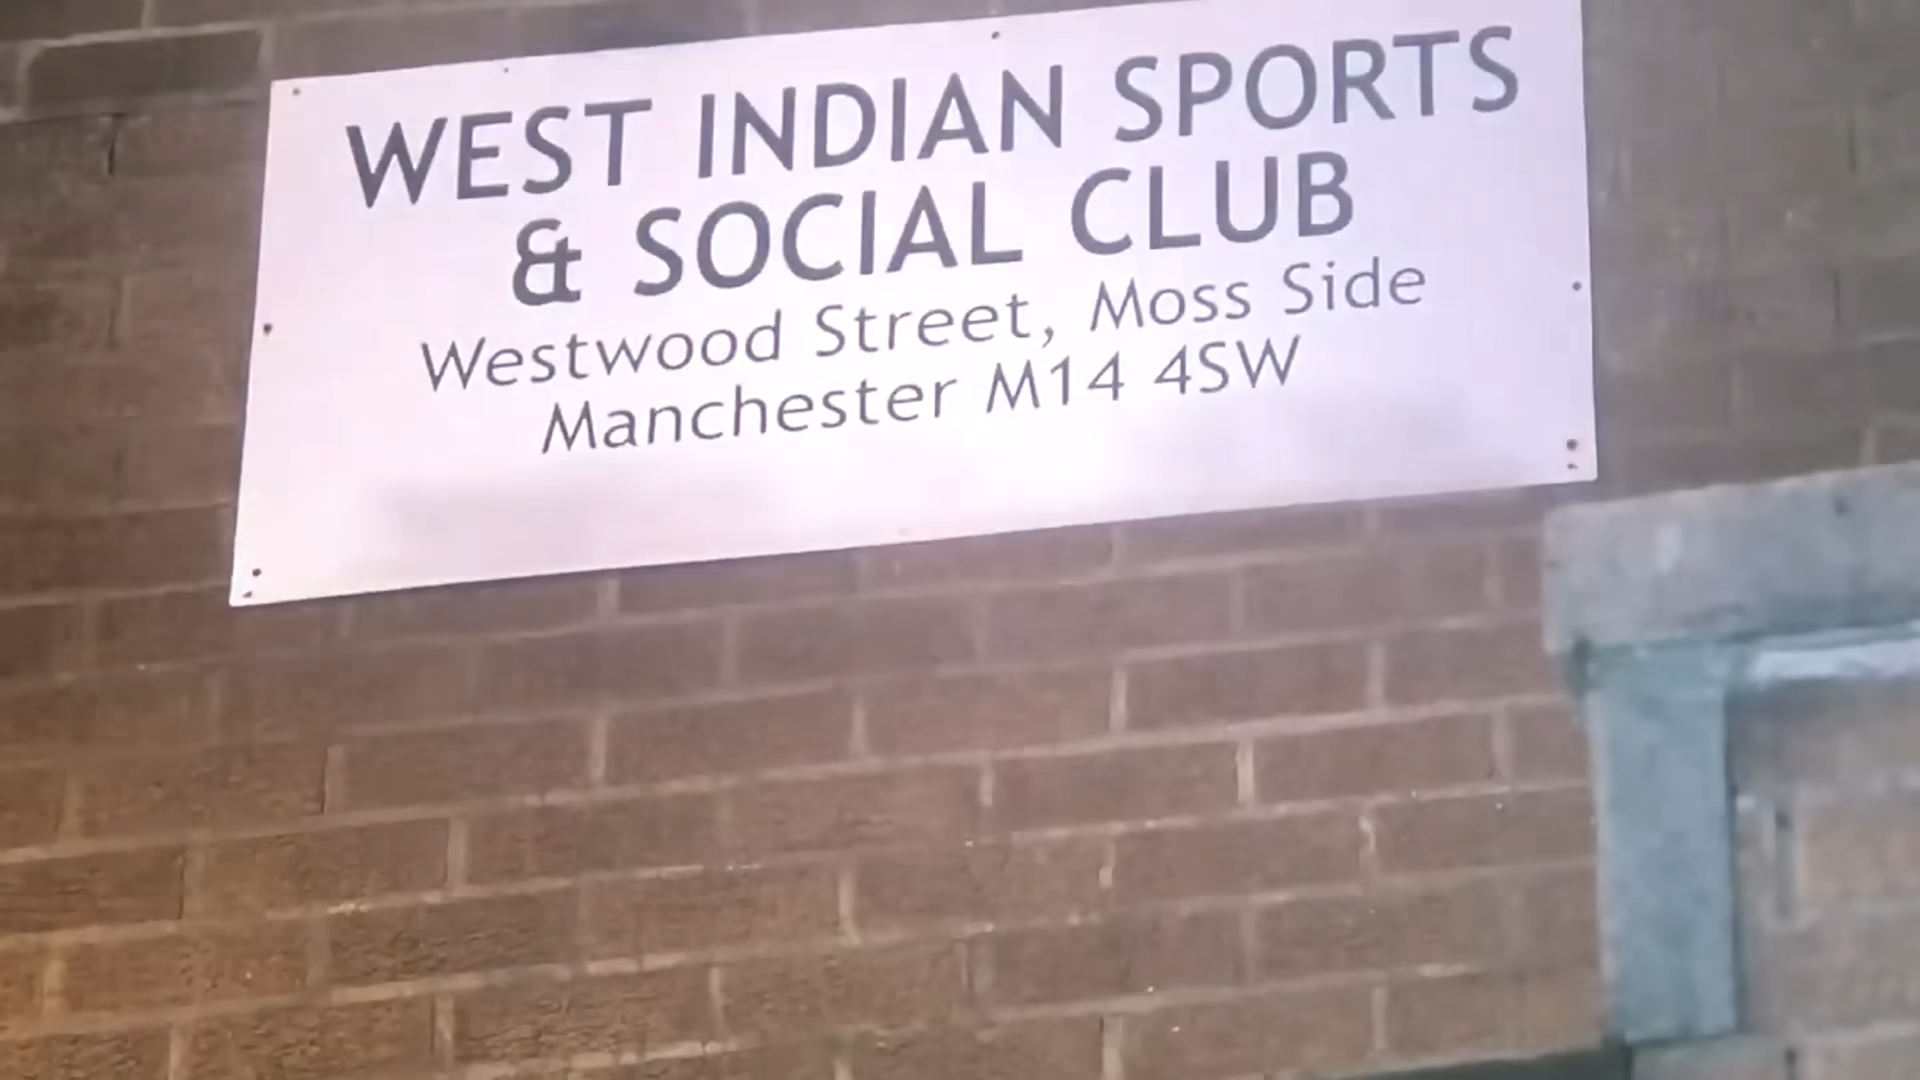 WEST INDIAN SPORTS
& SOCIAL CLUB
Westwood Street, Moss Side
Manchester M14 4SW